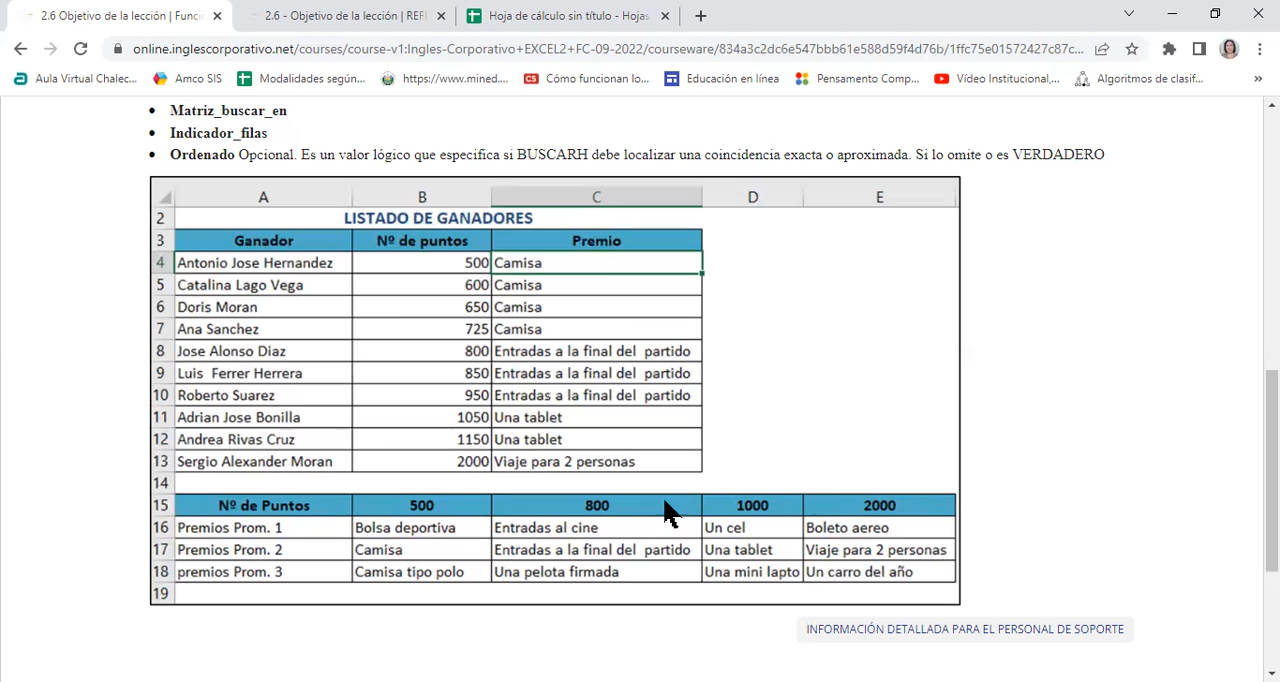 2.6 Objetivo de la lección | Funcio
2.6 - Objetivo de la lección | REF
Hoja de cálculo sin título - Hojas
online.inglescorporativo.net/courses/course-v1:Ingles-Corporativo+EXCEL2+FC-09-2022/courseware/834a3c2dc6e547bbb61e588d59f4d76b/1ffc75e01572427c87c...
Aula Virtual Chalec... Amco SIS Modalidades según... https://www.mined.... CS Cómo funcionan lo... Educación en línea Pensamento Comp... Vídeo Institucional,... Algoritmos de clasif... »
• Matriz_buscar_en
• Indicador_filas
• Ordenado Opcional. Es un valor lógico que especifica si BUSCARH debe localizar una coincidencia exacta o aproximada. Si lo omite o es VERDADERO
A B C D E
2 LISTADO DE GANADORES
3 Ganador Nº de puntos Premio
4 Antonio Jose Hernandez 500 Camisa
5 Catalina Lago Vega 600 Camisa
6 Doris Moran 650 Camisa
7 Ana Sanchez 725 Camisa
8 Jose Alonso Diaz 800 Entradas a la final del partido
9 Luis Ferrer Herrera 850 Entradas a la final del partido
10 Roberto Suarez 950 Entradas a la final del partido
11 Adrian Jose Bonilla 1050 Una tablet
12 Andrea Rivas Cruz 1150 Una tablet
13 Sergio Alexander Moran 2000 Viaje para 2 personas
14
15 Nº de Puntos 500 800 1000 2000
16 Premios Prom. 1 Bolsa deportiva Entradas al cine Un cel Boleto aereo
17 Premios Prom. 2 Camisa Entradas a la final del partido Una tablet Viaje para 2 personas
18 premios Prom. 3 Camisa tipo polo Una pelota firmada Una mini lapto Un carro del año
19
INFORMACIÓN DETALLADA PARA EL PERSONAL DE SOPORTE